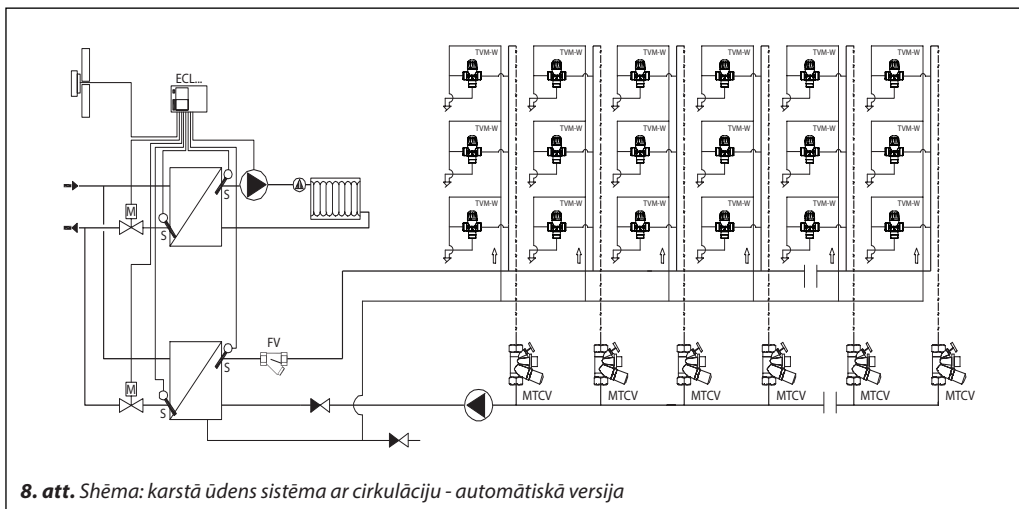 TVM-W TVM-W TVM-W TVM-W TVM-W TVM-W
ECL...
TVM-W TVM-W TVM-W TVM-W TVM-W TVM-W
S
M
S
TVM-W TVM-W TVM-W TVM-W TVM-W TVM-W
FV
S
M
S
MTCV MTCV MTCV MTCV MTCV MTCV
8. att. Shēma: karstā ūdens sistēma ar cirkulāciju - automātiskā versija